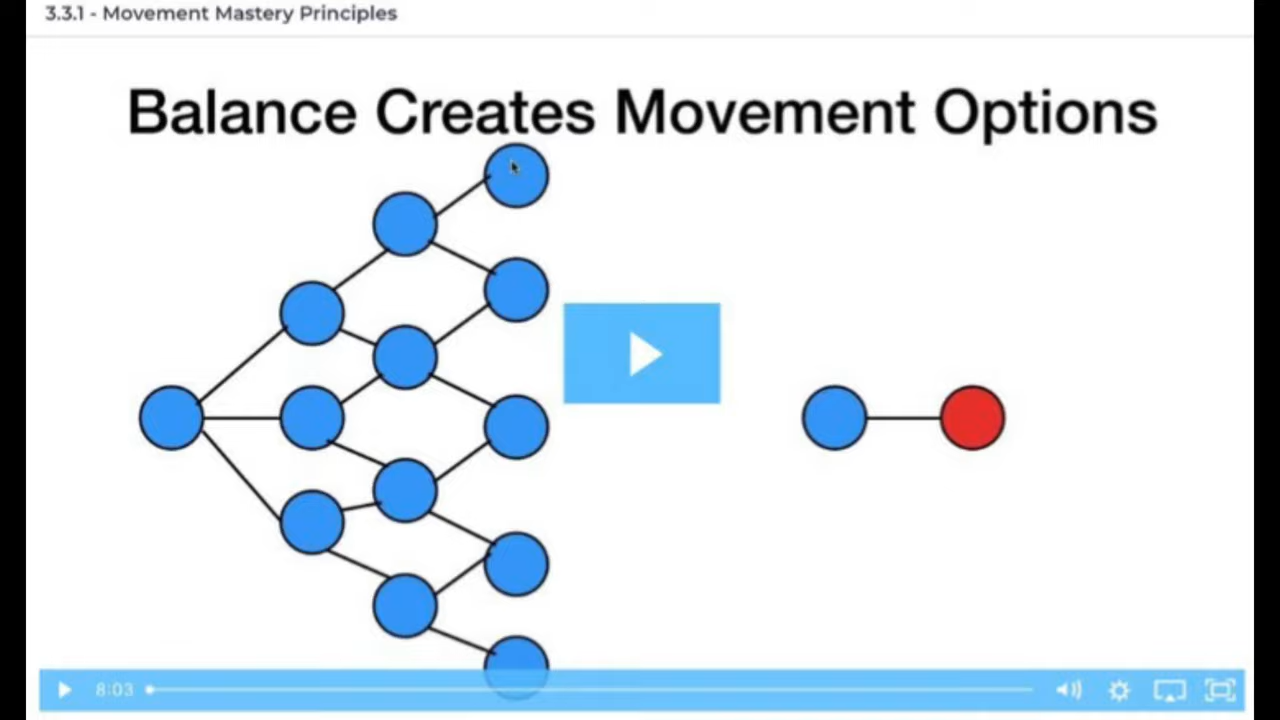 3.3.1 - Movement Mastery Principles
Balance Creates Movement Options
8:03